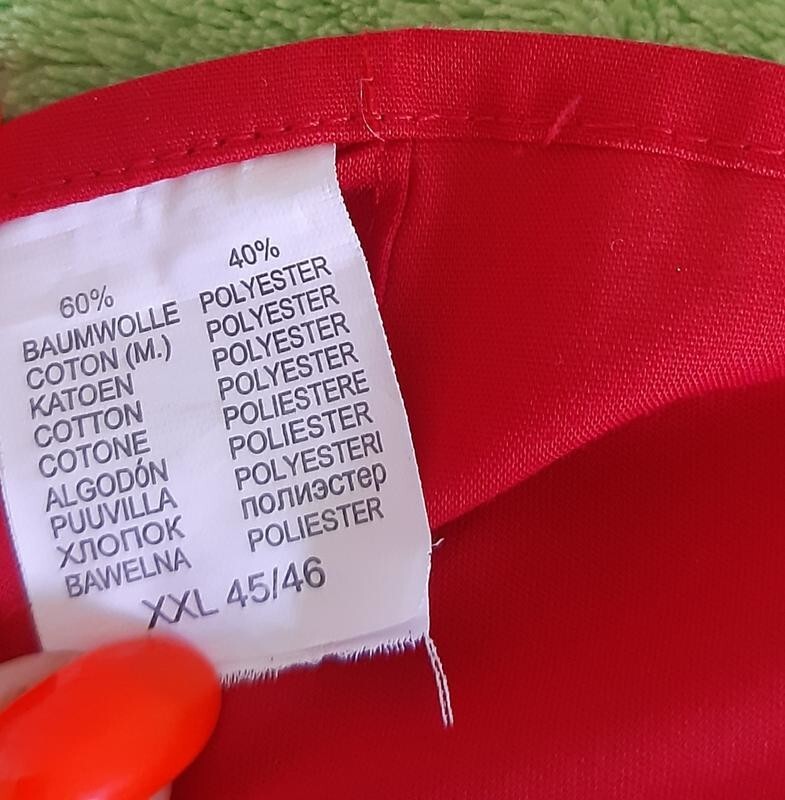 60% 40%
BAUMWOLLE POLYESTER
COTON (M.) POLYESTER
KATOEN POLYESTER
COTTON POLYESTER
COTONE POLIESTERE
ALGODóN POLIESTER
PUUVILLA POLYESTERI
ХЛОПОК полиэстер
BAWELNA POLIESTER
XXL 45/46